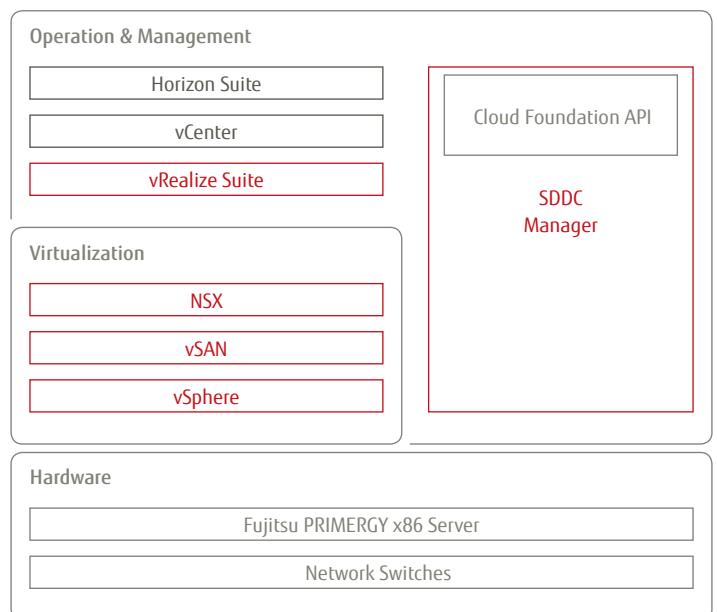 Operation & Management
Horizon Suite
vCenter
vRealize Suite
Cloud Foundation API
SDDC
Manager
Virtualization
NSX
vSAN
vSphere
Hardware
Fujitsu PRIMERGY x86 Server
Network Switches